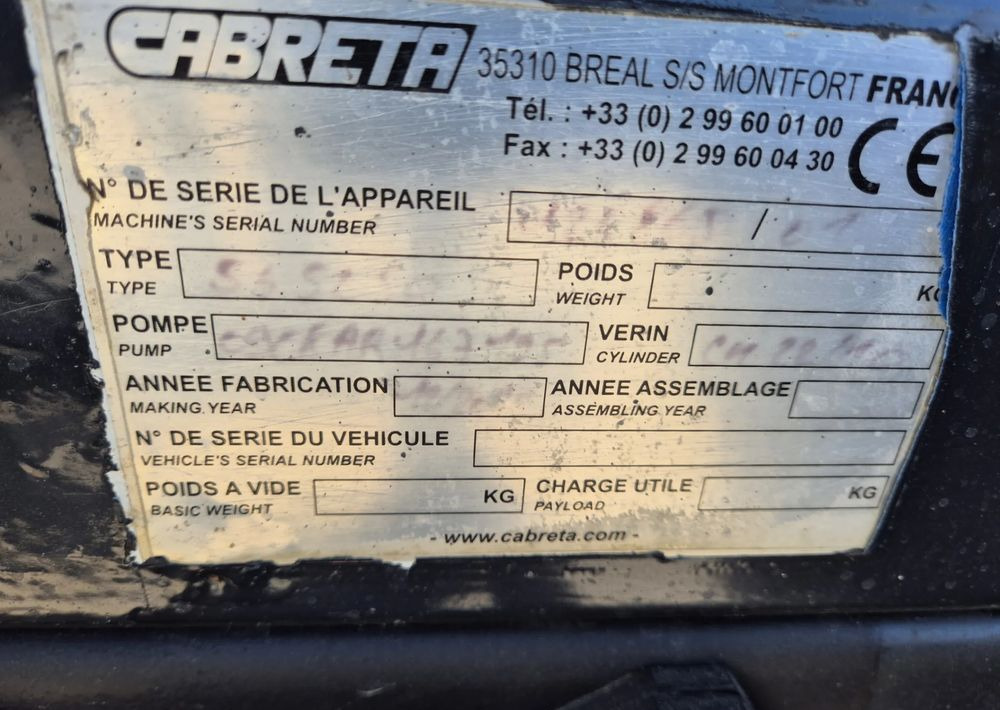 CABRETA 35310 BREAL S/S MONTFORT
Tél. : +33 (0) 2 99 60 01 00
Fax : +33 (0) 2 99 60 04 30 CE
N° DE SERIE DE L'APPAREIL /
MACHINE'S SERIAL NUMBER
TYPE POIDS
TYPE WEIGHT
POMPE VERIN
PUMP CYLINDER
ANNEE FABRICATION ANNEE ASSEMBLAGE
MAKING YEAR ASSEMBLING YEAR
N° DE SERIE DU VEHICULE
VEHICLE'S SERIAL NUMBER
POIDS A VIDE KG CHARGE UTILE KG
BASIC WEIGHT PAYLOAD
- www.cabreta.com -